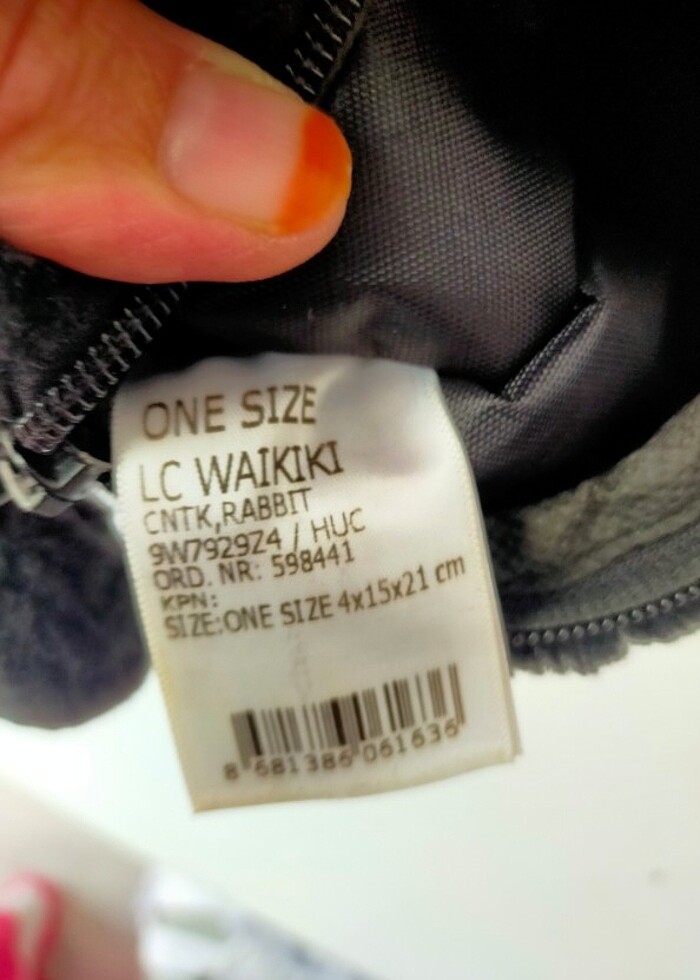 ONE SIZE
LC WAIKIKI
CNTK,RABBIT
9W7929Z4 / HUC
ORD. NR: 598441
KPN:
SIZE:ONE SIZE 4x15x21 cm
8 681386 061636